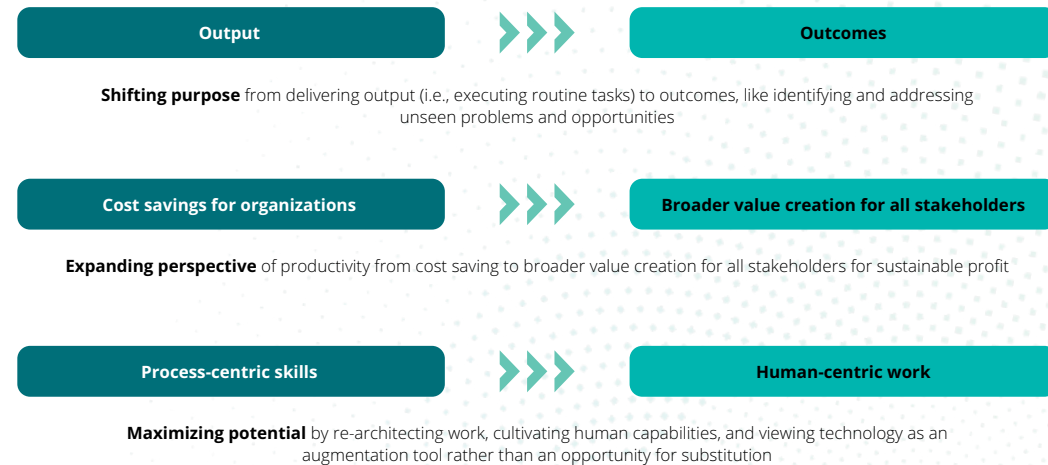 Output
Outcomes
Shifting purpose from delivering output (i.e., executing routine tasks) to outcomes, like identifying and addressing
unseen problems and opportunities
Cost savings for organizations
Broader value creation for all stakeholders
Expanding perspective of productivity from cost saving to broader value creation for all stakeholders for sustainable profit
Process-centric skills
Human-centric work
Maximizing potential by re-architecting work, cultivating human capabilities, and viewing technology as an
augmentation tool rather than an opportunity for substitution